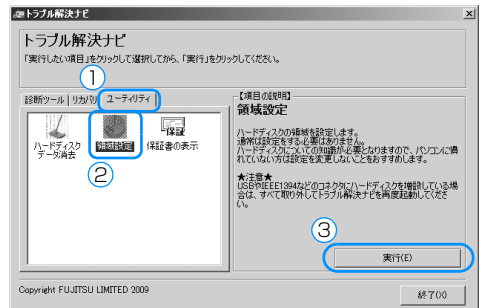 トラブル解決ナビ
トラブル解決ナビ
「実行したい項目」をクリックして選択してから、「実行」をクリックしてください。
①
診断ツール
リカバリ
ユーティリティ
ハードディスク
データ消去
領域設定
保証
保証書の表示
②
【項目の説明】
領域設定
ハードディスクの領域を設定します。
通常は設定をする必要はありません。
ハードディスクについての知識が必要となりますので、パソコンに慣
れていない方は設定を変更しないことをおすすめします。
★注意★
USBやIEEE1394などのコネクタにハードディスクを増設している場
合は、すべて取り外してトラブル解決ナビを再度起動してくださ
い。
③
実行(E)
Copyright FUJITSU LIMITED 2009
終了(X)